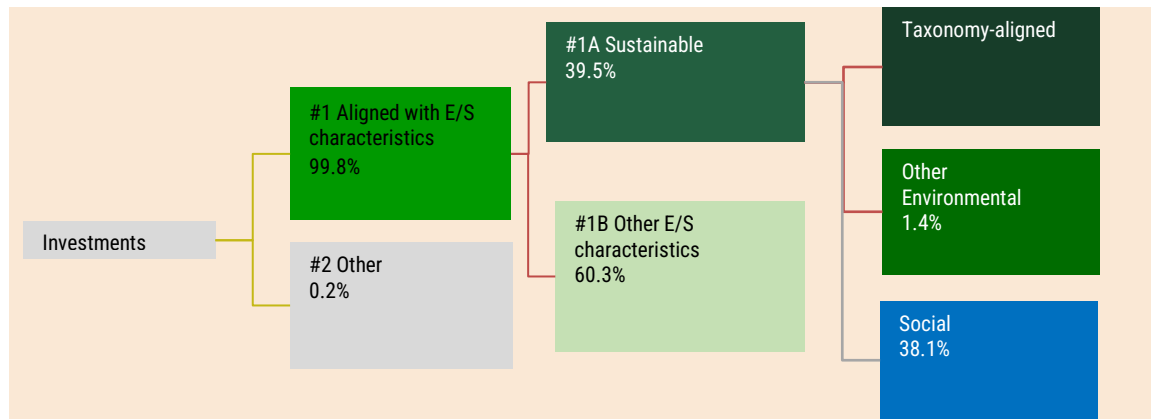 Investments
#1 Aligned with E/S
characteristics
99.8%
#2 Other
0.2%
#1A Sustainable
39.5%
#1B Other E/S
characteristics
60.3%
Taxonomy-aligned
Other
Environmental
1.4%
Social
38.1%